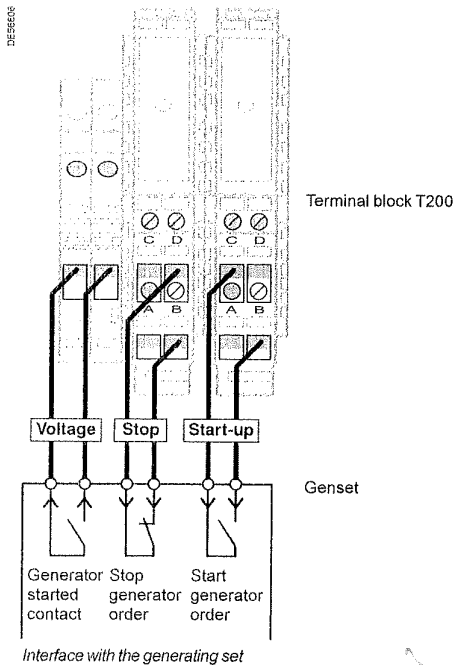 DE56606
C D C D
Terminal block T200
A B A B
Voltage Stop Start-up
Genset
Generator started contact
Stop generator order
Start generator order
Interface with the generating set